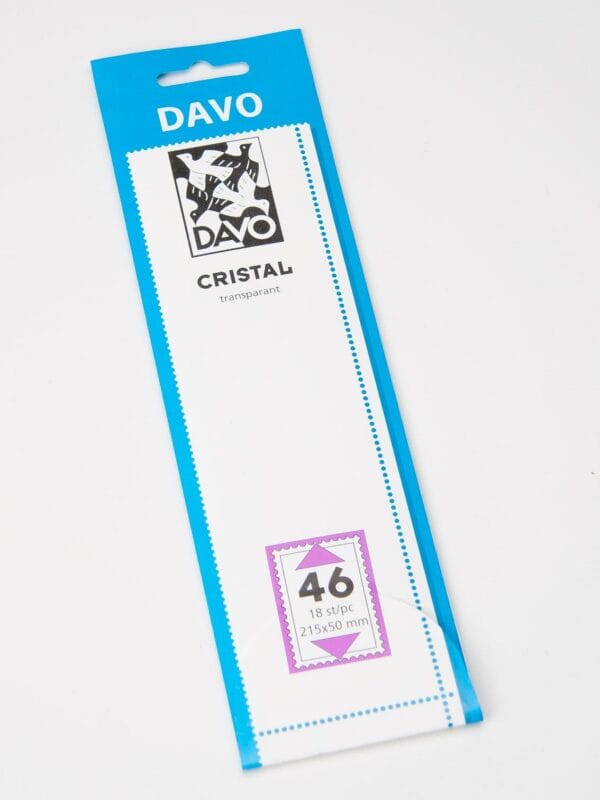 DAVO
DAVO
CRISTAL
transparant
46
18 st/pc
215x50 mm